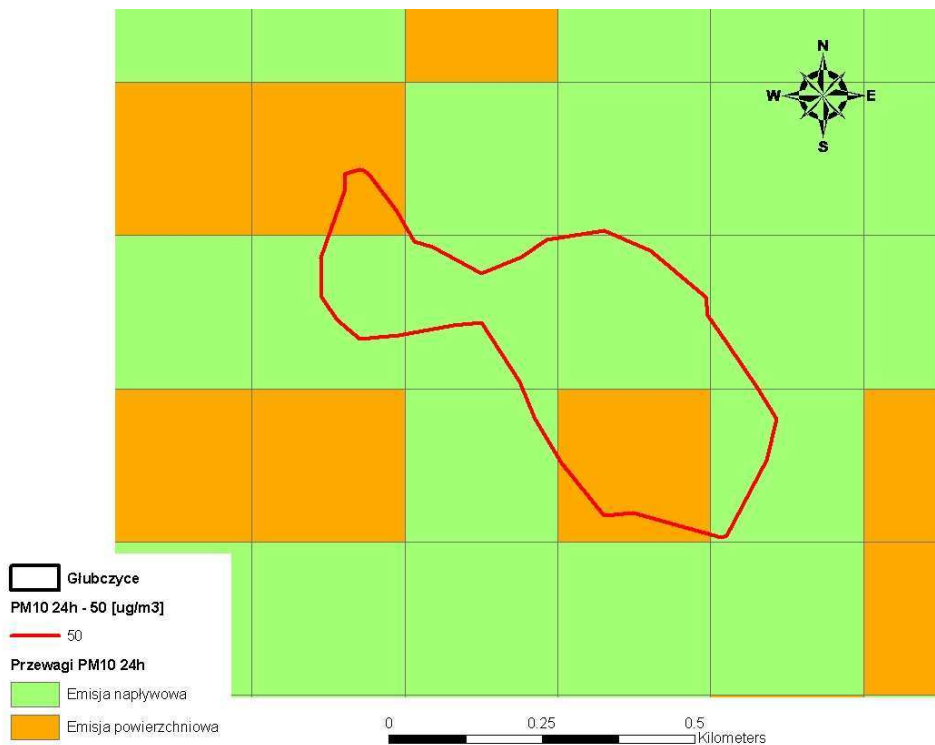 N
W E
S
Głubczyce
PM10 24h - 50 [ug/m3]
50
Przewagi PM10 24h
Emisja napływowa
Emisja powierzchniowa
0 0.25 0.5
Kilometers